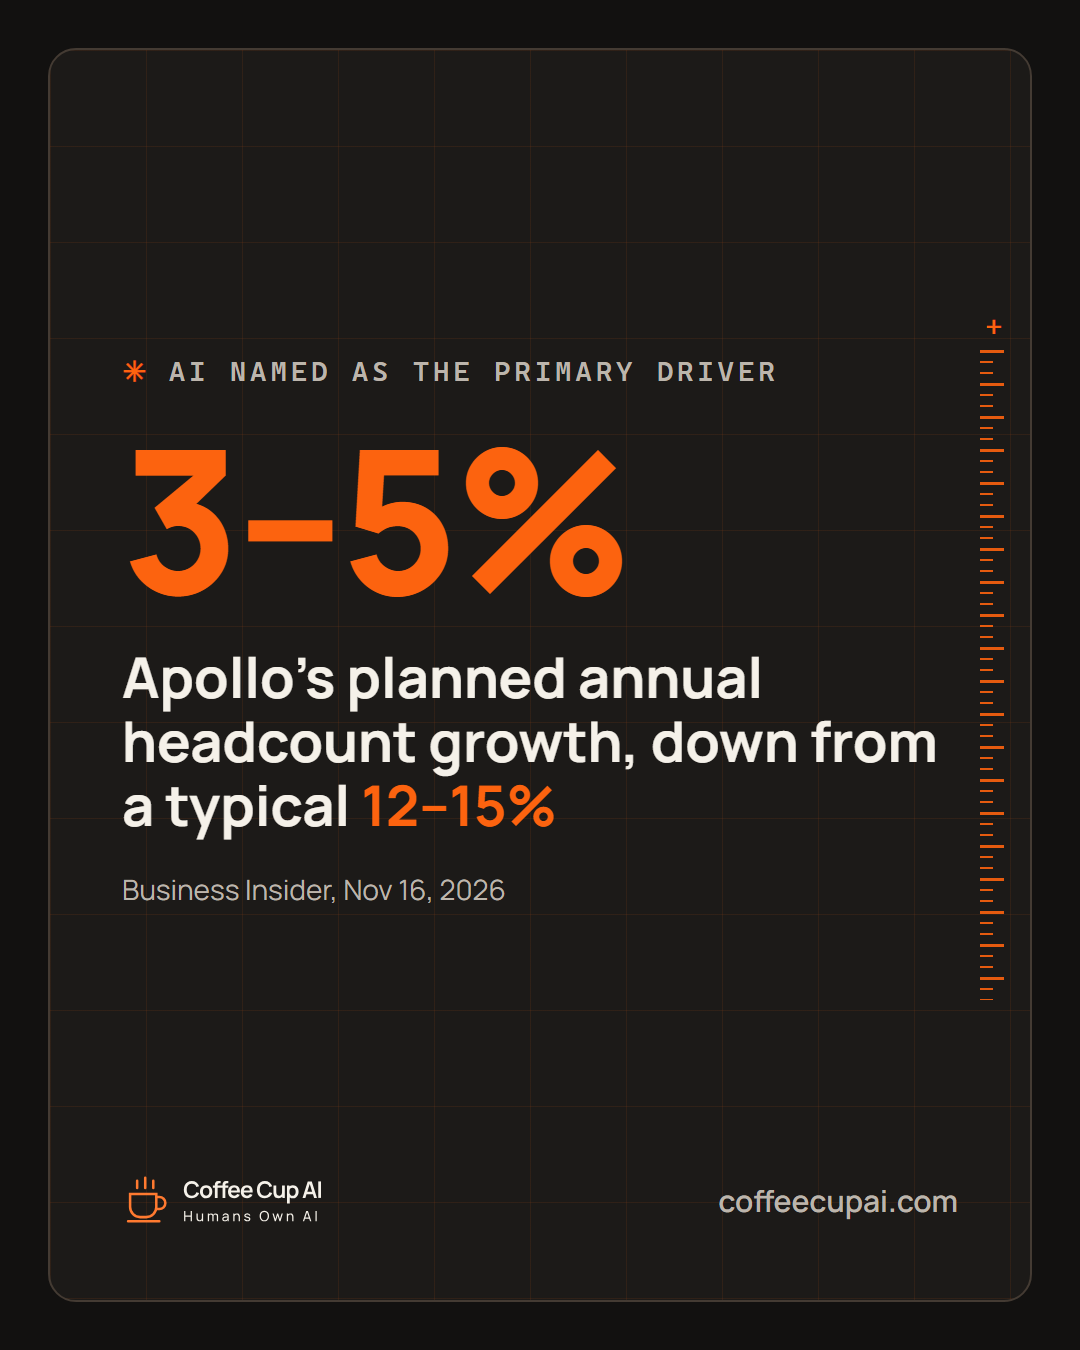 AI NAMED AS THE PRIMARY DRIVER
3–5%
Apollo’s planned annual
headcount growth, down from
a typical 12–15%
Business Insider, Nov 16, 2026
Coffee Cup AI
Humans Own AI
coffeecupai.com